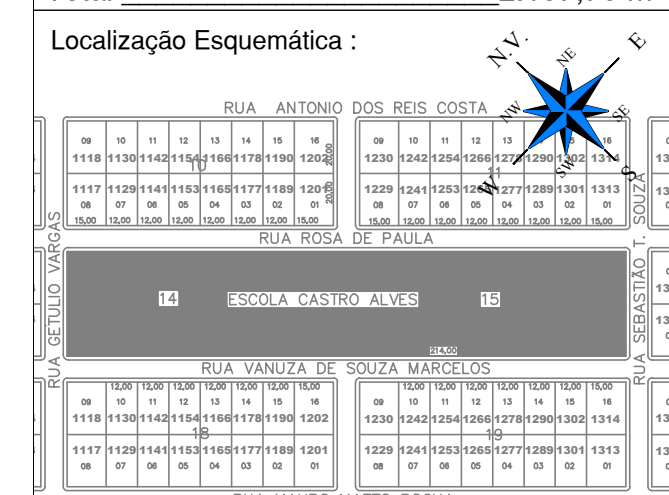 Localização Esquemática :
N.V. NE E
NW SE
W SW S
RUA ANTONIO DOS REIS COSTA
09 10 11 12 13 14 15 16
1118 1130 1142 1154 1166 1178 1190 1202 20,00
10
1117 1129 1141 1153 1165 1177 1189 1201 20,00
08 07 06 05 04 03 02 01
15,00 12,00 12,00 12,00 12,00 12,00 12,00 15,00
09 10 11 12 13 15 16
1230 1242 1254 1266 1278 1290 1302 1314
11
1229 1241 1253 1265 1277 1289 1301 1313
08 07 06 05 04 03 02 01
15,00 12,00 12,00 12,00 12,00 12,00 12,00 15,00
RUA ROSA DE PAULA
RUA GETULIO VARGAS
14 ESCOLA CASTRO ALVES 15
214,00
RUA SEBASTIÃO T. SOUZA
RUA VANUZA DE SOUZA MARCELOS
12,00 12,00 12,00 12,00 12,00 12,00 15,00
09 10 11 12 13 14 15 16
1118 1130 1142 1154 1166 1178 1190 1202
18
1117 1129 1141 1153 1165 1177 1189 1201
08 07 06 05 04 03 02 01
12,00 12,00 12,00 12,00 12,00 12,00 15,00
09 10 11 12 13 14 15 16
1230 1242 1254 1266 1278 1290 1302 1314
19
1229 1241 1253 1265 1277 1289 1301 1313
08 07 06 05 04 03 02 01